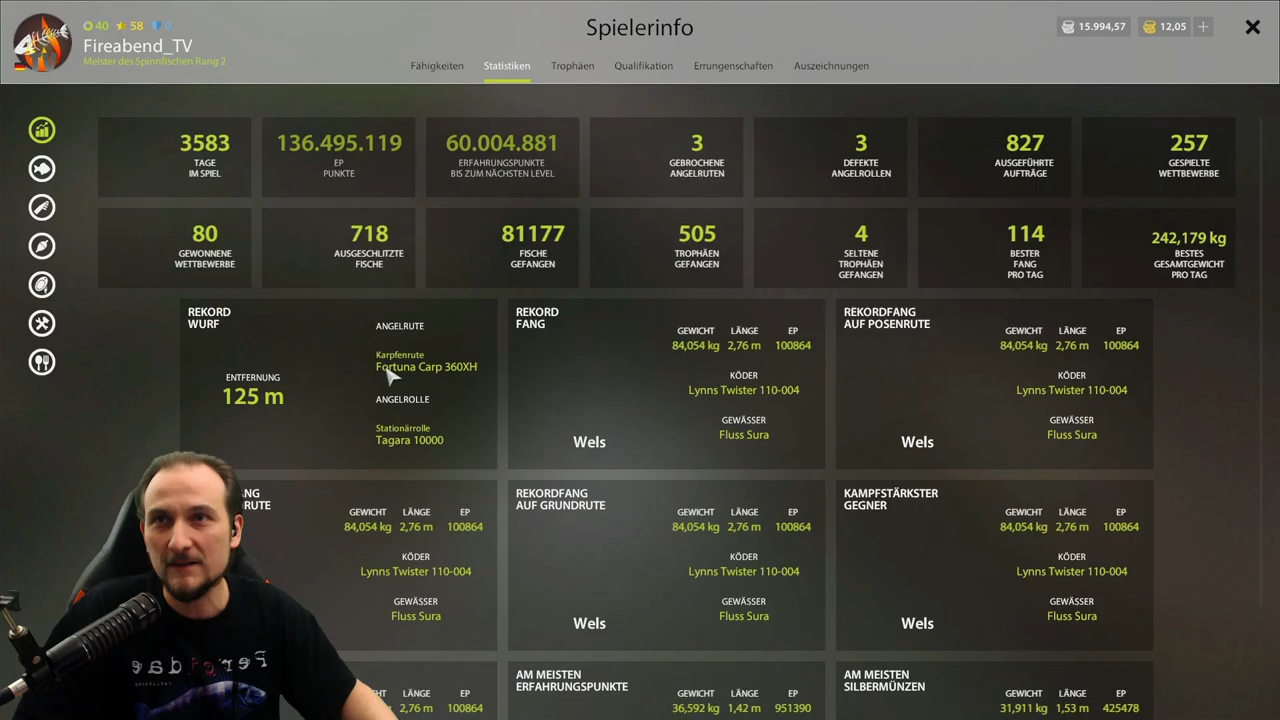 40 58 0
Fireabend_TV
Meister des Spinnfischen Rang 2
Spielerinfo
15.994,57 12,05 +
Fähigkeiten Statistiken Trophäen Qualifikation Errungenschaften Auszeichnungen
3583
TAGE
IM SPIEL
136.495.119
EP
PUNKTE
60.004.881
ERFAHRUNGSPUNKTE
BIS ZUM NÄCHSTEN LEVEL
3
GEBROCHENE
ANGELRUTEN
3
DEFEKTE
ANGELROLLEN
827
AUSGEFÜHRTE
AUFTRÄGE
257
GESPIELTE
WETTBEWERBE
80
GEWONNENE
WETTBEWERBE
718
AUSGESCHLITZTE
FISCHE
81177
FISCHE
GEFANGEN
505
TROPHÄEN
GEFANGEN
4
SELTENE
TROPHÄEN
GEFANGEN
114
BESTER
FANG
PRO TAG
242,179 kg
BESTES
GESAMTGEWICHT
PRO TAG
REKORD
WURF
ENTFERNUNG
125 m
ANGELRUTE
Karpfenrute
Fortuna Carp 360XH
ANGELROLLE
Stationärrolle
Tagara 10000
REKORD
FANG
GEWICHT LÄNGE EP
84,054 kg 2,76 m 100864
KÖDER
Lynns Twister 110-004
GEWÄSSER
Fluss Sura
Wels
REKORDFANG
AUF POSENRUTE
GEWICHT LÄNGE EP
84,054 kg 2,76 m 100864
KÖDER
Lynns Twister 110-004
GEWÄSSER
Fluss Sura
Wels
ANG
RUTE
GEWICHT LÄNGE EP
84,054 kg 2,76 m 100864
KÖDER
Lynns Twister 110-004
GEWÄSSER
Fluss Sura
REKORDFANG
AUF GRUNDRUTE
GEWICHT LÄNGE EP
84,054 kg 2,76 m 100864
KÖDER
Lynns Twister 110-004
GEWÄSSER
Fluss Sura
Wels
KAMPFSTÄRKSTER
GEGNER
GEWICHT LÄNGE EP
84,054 kg 2,76 m 100864
KÖDER
Lynns Twister 110-004
GEWÄSSER
Fluss Sura
Wels
HT LÄNGE EP
kg 2,76 m 100864
AM MEISTEN
ERFAHRUNGSPUNKTE
GEWICHT LÄNGE EP
36,592 kg 1,42 m 951390
AM MEISTEN
SILBERMÜNZEN
GEWICHT LÄNGE EP
31,911 kg 1,53 m 425478